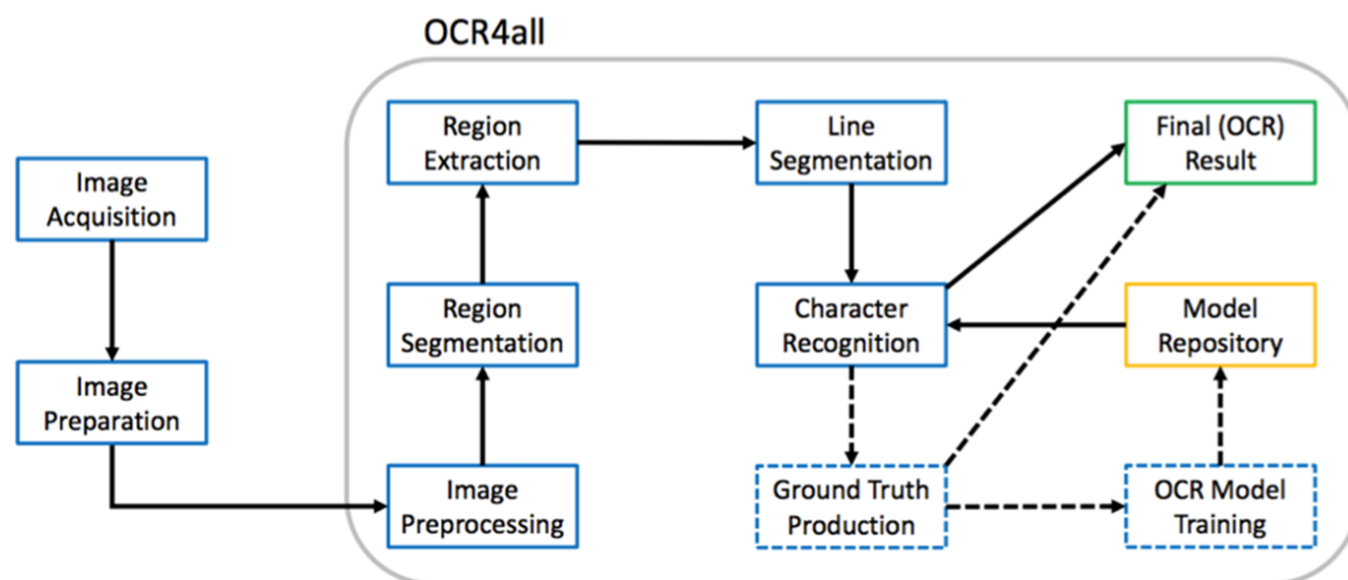 OCR4all
Image
Acquisition
Image
Preparation
Image
Preprocessing
Region
Segmentation
Region
Extraction
Line
Segmentation
Character
Recognition
Ground Truth
Production
OCR Model
Training
Model
Repository
Final (OCR)
Result